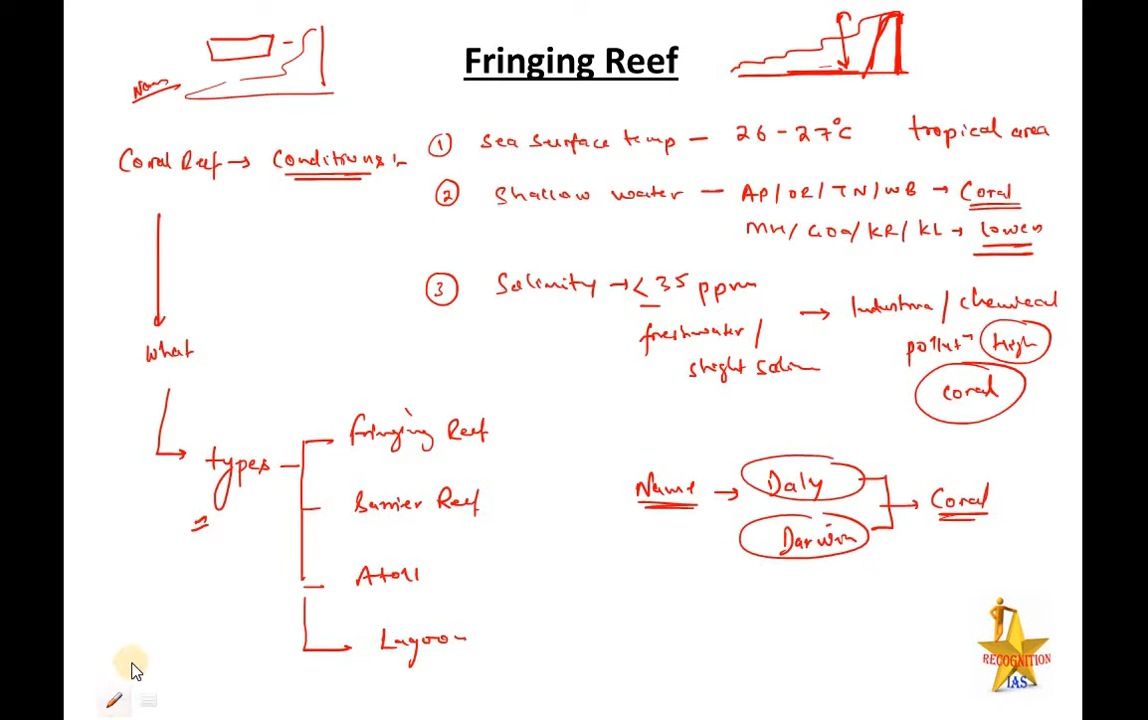 Fringing Reef
Nans
Coral Reef → Conditions :-
① Sea surface temp - 26 - 27°C tropical area
② Shallow water - AP/OR/TN/WB → Coral
MH/GOA/KR/KL → lower
③ Salinity → < 35 ppm
freshwater/
slight salin
→ Industrial/chemical
pollutn High
coral
What
types
Fringing Reef
Barrier Reef
Atoll
Lagoon
Name → Daly
Darwin
→ Coral
RECOGNITION
IAS